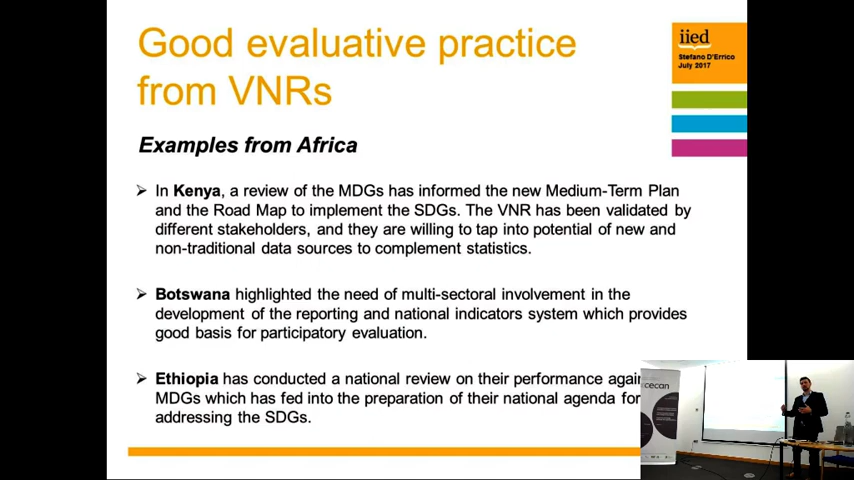 Good evaluative practice
from VNRs
iied
Stefano D'Errico
July 2017
Examples from Africa
➢ In Kenya, a review of the MDGs has informed the new Medium-Term Plan
and the Road Map to implement the SDGs. The VNR has been validated by
different stakeholders, and they are willing to tap into potential of new and
non-traditional data sources to complement statistics.
➢ Botswana highlighted the need of multi-sectoral involvement in the
development of the reporting and national indicators system which provides
good basis for participatory evaluation.
➢ Ethiopia has conducted a national review on their performance
MDGs which has fed into the preparation of their national agenda for
addressing the SDGs.
cecan